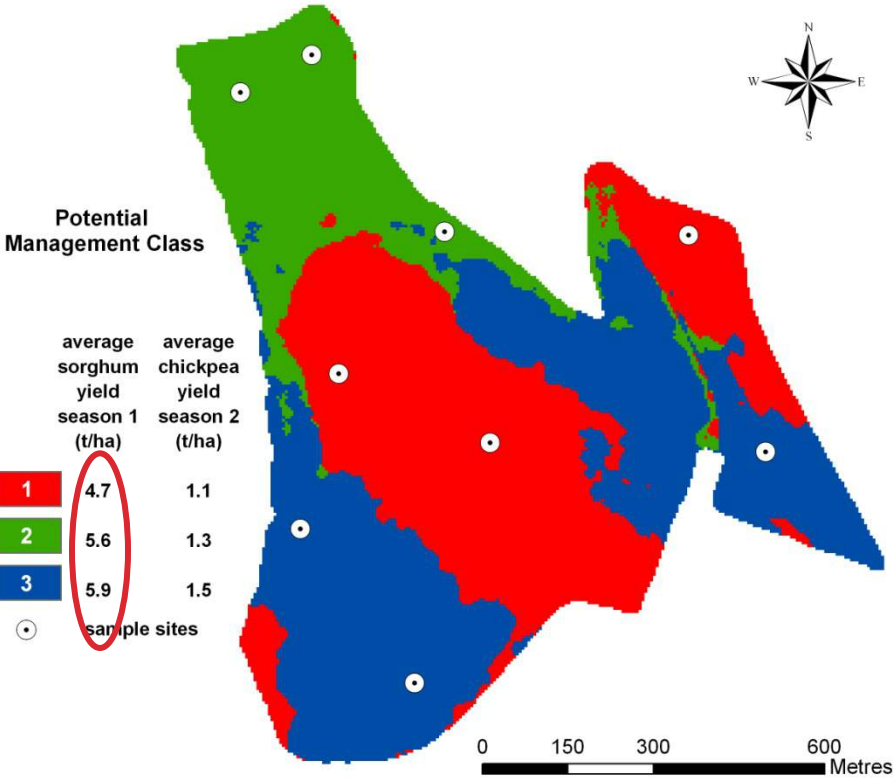 N
W E
S
Potential
Management Class
average average
sorghum chickpea
yield yield
season 1 season 2
(t/ha) (t/ha)
1 4.7 1.1
2 5.6 1.3
3 5.9 1.5
sample sites
0 150 300 600
Metres